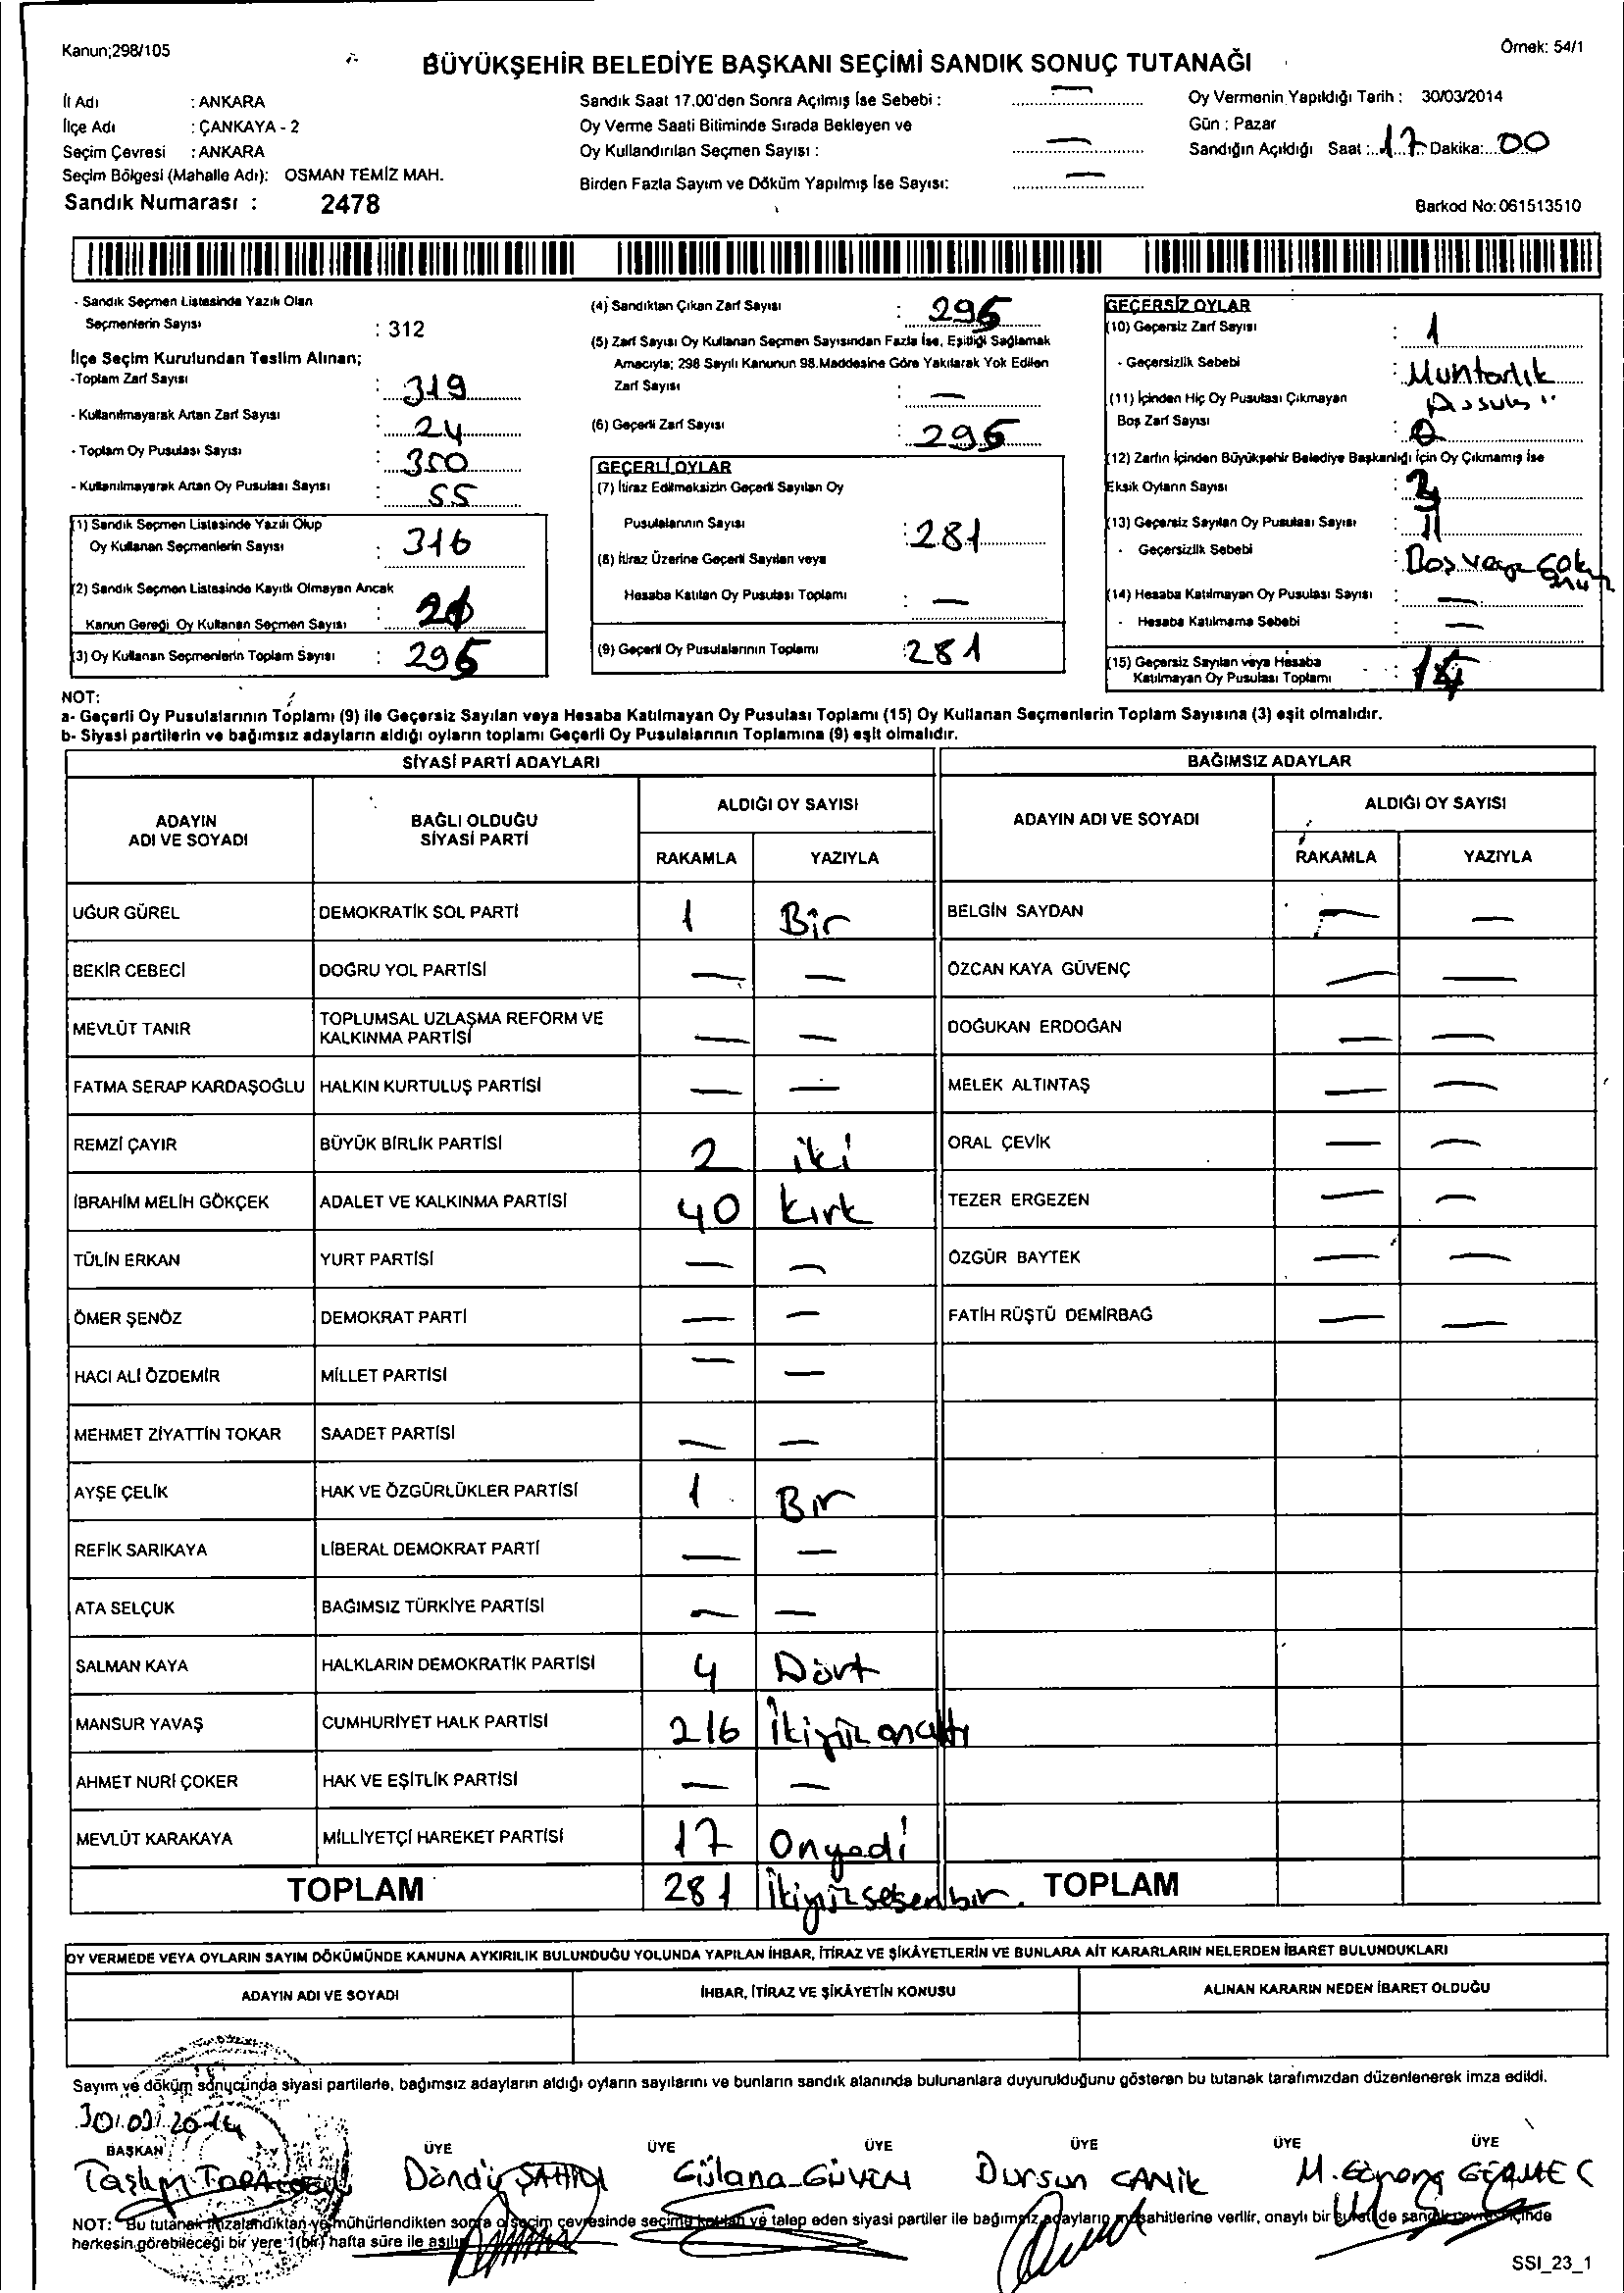 Kanun;298/105
Örnek: 54/1
BÜYÜKŞEHİR BELEDİYE BAŞKANI SEÇİMİ SANDIK SONUÇ TUTANAĞI
İl Adı : ANKARA
İlçe Adı : ÇANKAYA - 2
Seçim Çevresi : ANKARA
Seçim Bölgesi (Mahalle Adı): OSMAN TEMİZ MAH.
Sandık Numarası : 2478
Sandık Saat 17.00'den Sonra Açılmış İse Sebebi : —
Oy Verme Saati Bitiminde Sırada Bekleyen ve
Oy Kullandırılan Seçmen Sayısı : —
Birden Fazla Sayım ve Döküm Yapılmış İse Sayısı: —
Oy Vermenin Yapıldığı Tarih : 30/03/2014
Gün : Pazar
Sandığın Açıldığı Saat :..17.. Dakika:...00
Barkod No:061513510
- Sandık Seçmen Listesinde Yazılı Olan
Seçmenlerin Sayısı : 312
İlçe Seçim Kurulundan Teslim Alınan;
-Toplam Zarf Sayısı : 319
- Kullanılmayarak Artan Zarf Sayısı : 24
- Toplam Oy Pusulası Sayısı : 350
- Kullanılmayarak Artan Oy Pusulası Sayısı : 55
(1) Sandık Seçmen Listesinde Yazılı Olup
Oy Kullanan Seçmenlerin Sayısı : 316
(2) Sandık Seçmen Listesinde Kayıtlı Olmayan Ancak
Kanun Gereği Oy Kullanan Seçmen Sayısı :
(3) Oy Kullanan Seçmenlerin Toplam Sayısı : 295
(4) Sandıktan Çıkan Zarf Sayısı : 295
(5) Zarf Sayısı Oy Kullanan Seçmen Sayısından Fazla İse, Eşitliği Sağlamak
Amacıyla; 298 Sayılı Kanunun 98.Maddesine Göre Yakılarak Yok Edilen
Zarf Sayısı : —
(6) Geçerli Zarf Sayısı : 295
GEÇERLİ OYLAR
(7) İtiraz Edilmeksizin Geçerli Sayılan Oy
Pusulalarının Sayısı : 281
(8) İtiraz Üzerine Geçerli Sayılan veya
Hesaba Katılan Oy Pusulası Toplamı : —
(9) Geçerli Oy Pusulalarının Toplamı : 281
GEÇERSİZ OYLAR
(10) Geçersiz Zarf Sayısı : 1
- Geçersizlik Sebebi : Muhtarlık
(11) İçinden Hiç Oy Pusulası Çıkmayan
Boş Zarf Sayısı : 0
(12) Zarfın İçinden Büyükşehir Belediye Başkanlığı İçin Oy Çıkmamış İse
Eksik Oyların Sayısı :
(13) Geçersiz Sayılan Oy Pusulası Sayısı : 11
- Geçersizlik Sebebi : Boş veya
(14) Hesaba Katılmayan Oy Pusulası Sayısı : —
- Hesaba Katılmama Sebebi : —
(15) Geçersiz Sayılan veya Hesaba
Katılmayan Oy Pusulası Toplamı :
NOT:
a- Geçerli Oy Pusulalarının Toplamı (9) ile Geçersiz Sayılan veya Hesaba Katılmayan Oy Pusulası Toplamı (15) Oy Kullanan Seçmenlerin Toplam Sayısına (3) eşit olmalıdır.
b- Siyasi partilerin ve bağımsız adayların aldığı oyların toplamı Geçerli Oy Pusulalarının Toplamına (9) eşit olmalıdır.
SİYASİ PARTİ ADAYLARI
ADAYIN
ADI VE SOYADI
BAĞLI OLDUĞU
SİYASİ PARTİ
ALDIĞI OY SAYISI
RAKAMLA YAZIYLA
UĞUR GÜREL DEMOKRATİK SOL PARTİ 1 Bir
BEKİR CEBECİ DOĞRU YOL PARTİSİ — —
MEVLÜT TANIR TOPLUMSAL UZLAŞMA REFORM VE
KALKINMA PARTİSİ — —
FATMA SERAP KARDAŞOĞLU HALKIN KURTULUŞ PARTİSİ — —
REMZİ ÇAYIR BÜYÜK BİRLİK PARTİSİ 2 iki
İBRAHİM MELİH GÖKÇEK ADALET VE KALKINMA PARTİSİ 40 kırk
TÜLİN ERKAN YURT PARTİSİ — —
ÖMER ŞENÖZ DEMOKRAT PARTİ — —
HACI ALİ ÖZDEMİR MİLLET PARTİSİ — —
MEHMET ZİYATTİN TOKAR SAADET PARTİSİ — —
AYŞE ÇELİK HAK VE ÖZGÜRLÜKLER PARTİSİ 1 Bır
REFİK SARIKAYA LİBERAL DEMOKRAT PARTİ — —
ATA SELÇUK BAĞIMSIZ TÜRKİYE PARTİSİ — —
SALMAN KAYA HALKLARIN DEMOKRATİK PARTİSİ 4 Dört
MANSUR YAVAŞ CUMHURİYET HALK PARTİSİ 216 İkiyüz onaltı
AHMET NURİ ÇOKER HAK VE EŞİTLİK PARTİSİ — —
MEVLÜT KARAKAYA MİLLİYETÇİ HAREKET PARTİSİ 17 Onyedi
TOPLAM 281 İkiyüzseksenbir.
BAĞIMSIZ ADAYLAR
ADAYIN ADI VE SOYADI
ALDIĞI OY SAYISI
RAKAMLA YAZIYLA
BELGİN SAYDAN — —
ÖZCAN KAYA GÜVENÇ — —
DOĞUKAN ERDOĞAN — —
MELEK ALTINTAŞ — —
ORAL ÇEVİK — —
TEZER ERGEZEN — —
ÖZGÜR BAYTEK — —
FATİH RÜŞTÜ DEMİRBAĞ — —
TOPLAM
OY VERMEDE VEYA OYLARIN SAYIM DÖKÜMÜNDE KANUNA AYKIRILIK BULUNDUĞU YOLUNDA YAPILAN İHBAR, İTİRAZ VE ŞİKÂYETLERİN VE BUNLARA AİT KARARLARIN NELERDEN İBARET BULUNDUKLARI
ADAYIN ADI VE SOYADI
İHBAR, İTİRAZ VE ŞİKÂYETİN KONUSU
ALINAN KARARIN NEDEN İBARET OLDUĞU
Sayım ve döküm sonucunda siyasi partilerle, bağımsız adayların aldığı oyların sayılarını ve bunların sandık alanında bulunanlara duyurulduğunu gösteren bu tutanak tarafımızdan düzenlenerek imza edildi.
30.03.2014
BAŞKAN ÜYE ÜYE ÜYE ÜYE ÜYE ÜYE
Döndü ŞAHİN GÜVEN Dursun CANİK M.
NOT: Bu tutanak imzalandıktan ve mühürlendikten sonra o seçim çevresinde seçime katılan ve talep eden siyasi partiler ile bağımsız adayların müşahitlerine verilir, onaylı bir sureti de sandık çevresi içinde
herkesin görebileceği bir yere 1(bir) hafta süre ile asılır.
SSI_23_1